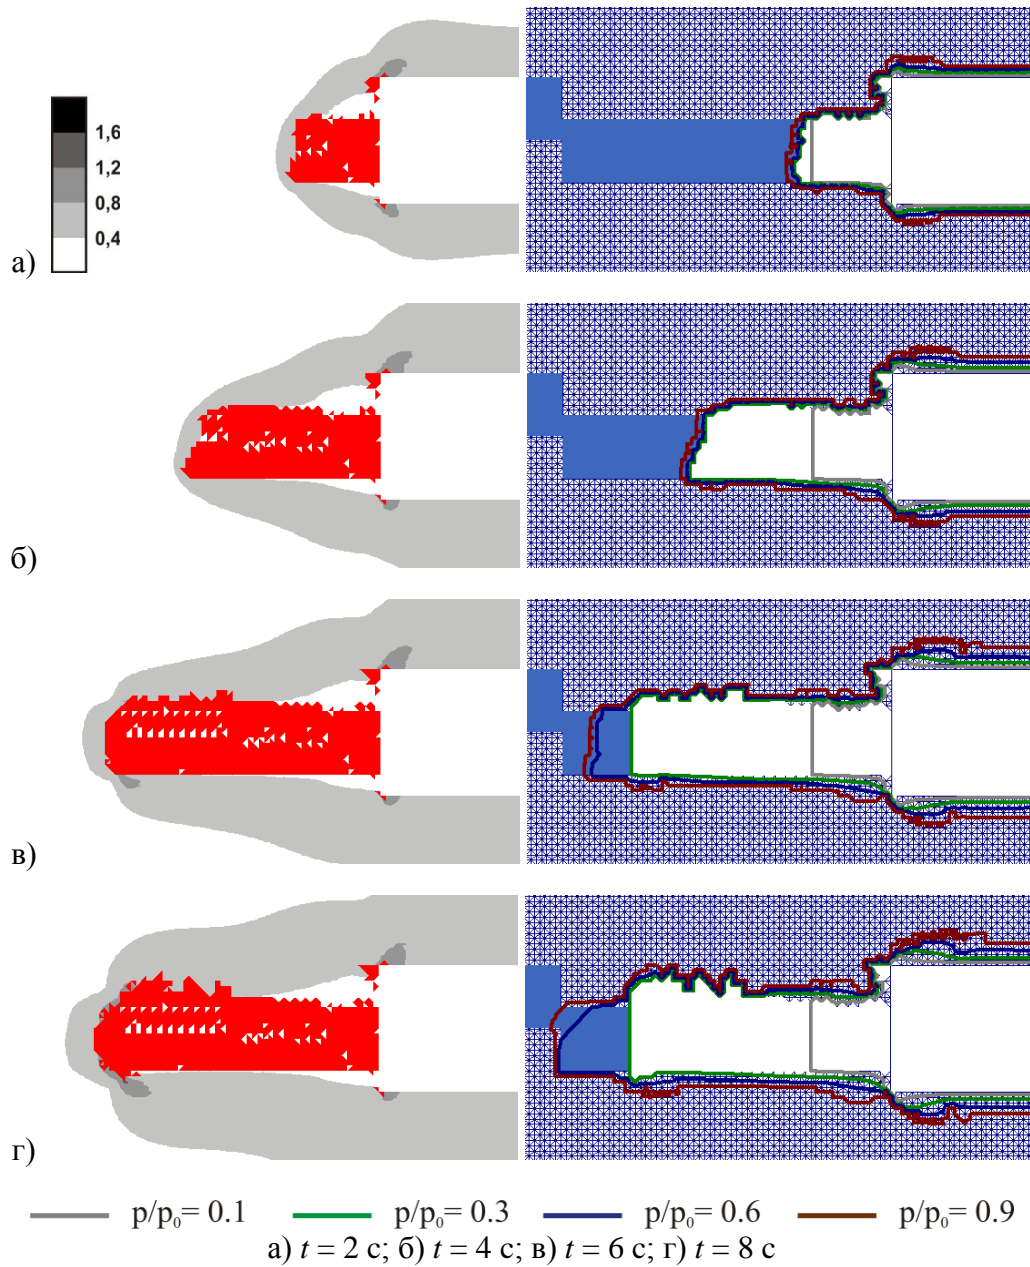 1,6
1,2
0,8
0,4
а)
б)
в)
г)
p/p₀= 0.1 p/p₀= 0.3 p/p₀= 0.6 p/p₀= 0.9
а) t = 2 с; б) t = 4 с; в) t = 6 с; г) t = 8 с